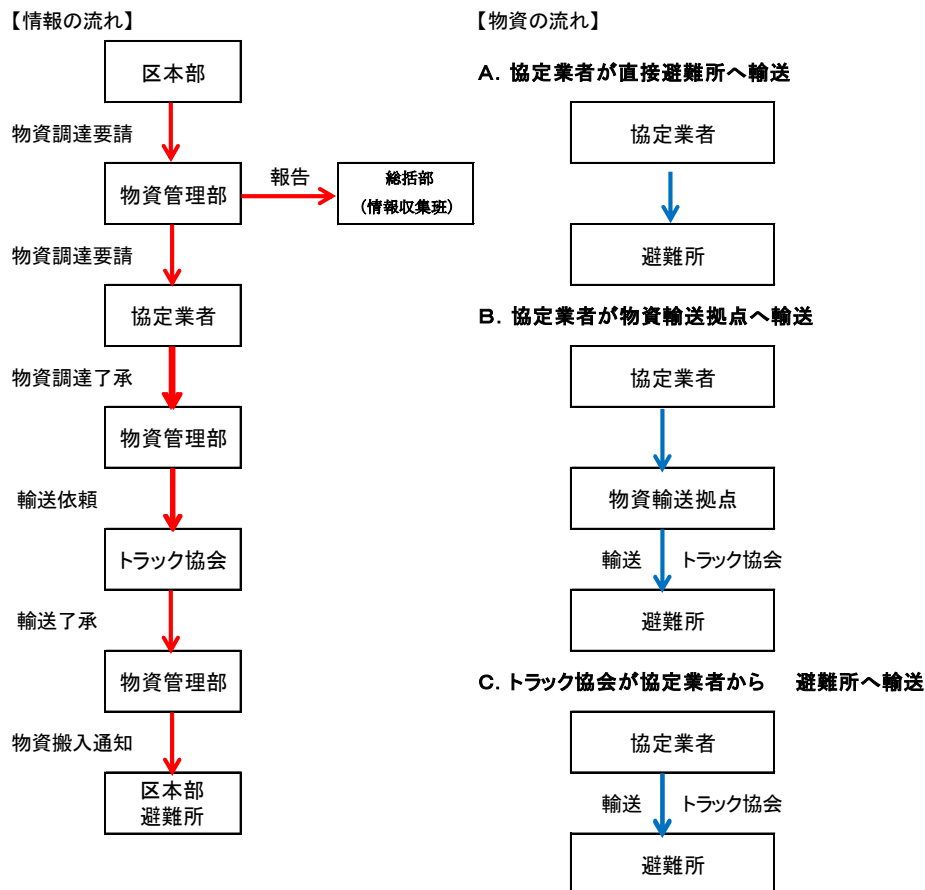 【情報の流れ】
区本部
物資調達要請
物資管理部
報告
総括部
(情報収集班)
物資調達要請
協定業者
物資調達了承
物資管理部
輸送依頼
トラック協会
輸送了承
物資管理部
物資搬入通知
区本部
避難所
【物資の流れ】
A. 協定業者が直接避難所へ輸送
協定業者
避難所
B. 協定業者が物資輸送拠点へ輸送
協定業者
物資輸送拠点
輸送 トラック協会
避難所
C. トラック協会が協定業者から 避難所へ輸送
協定業者
輸送 トラック協会
避難所